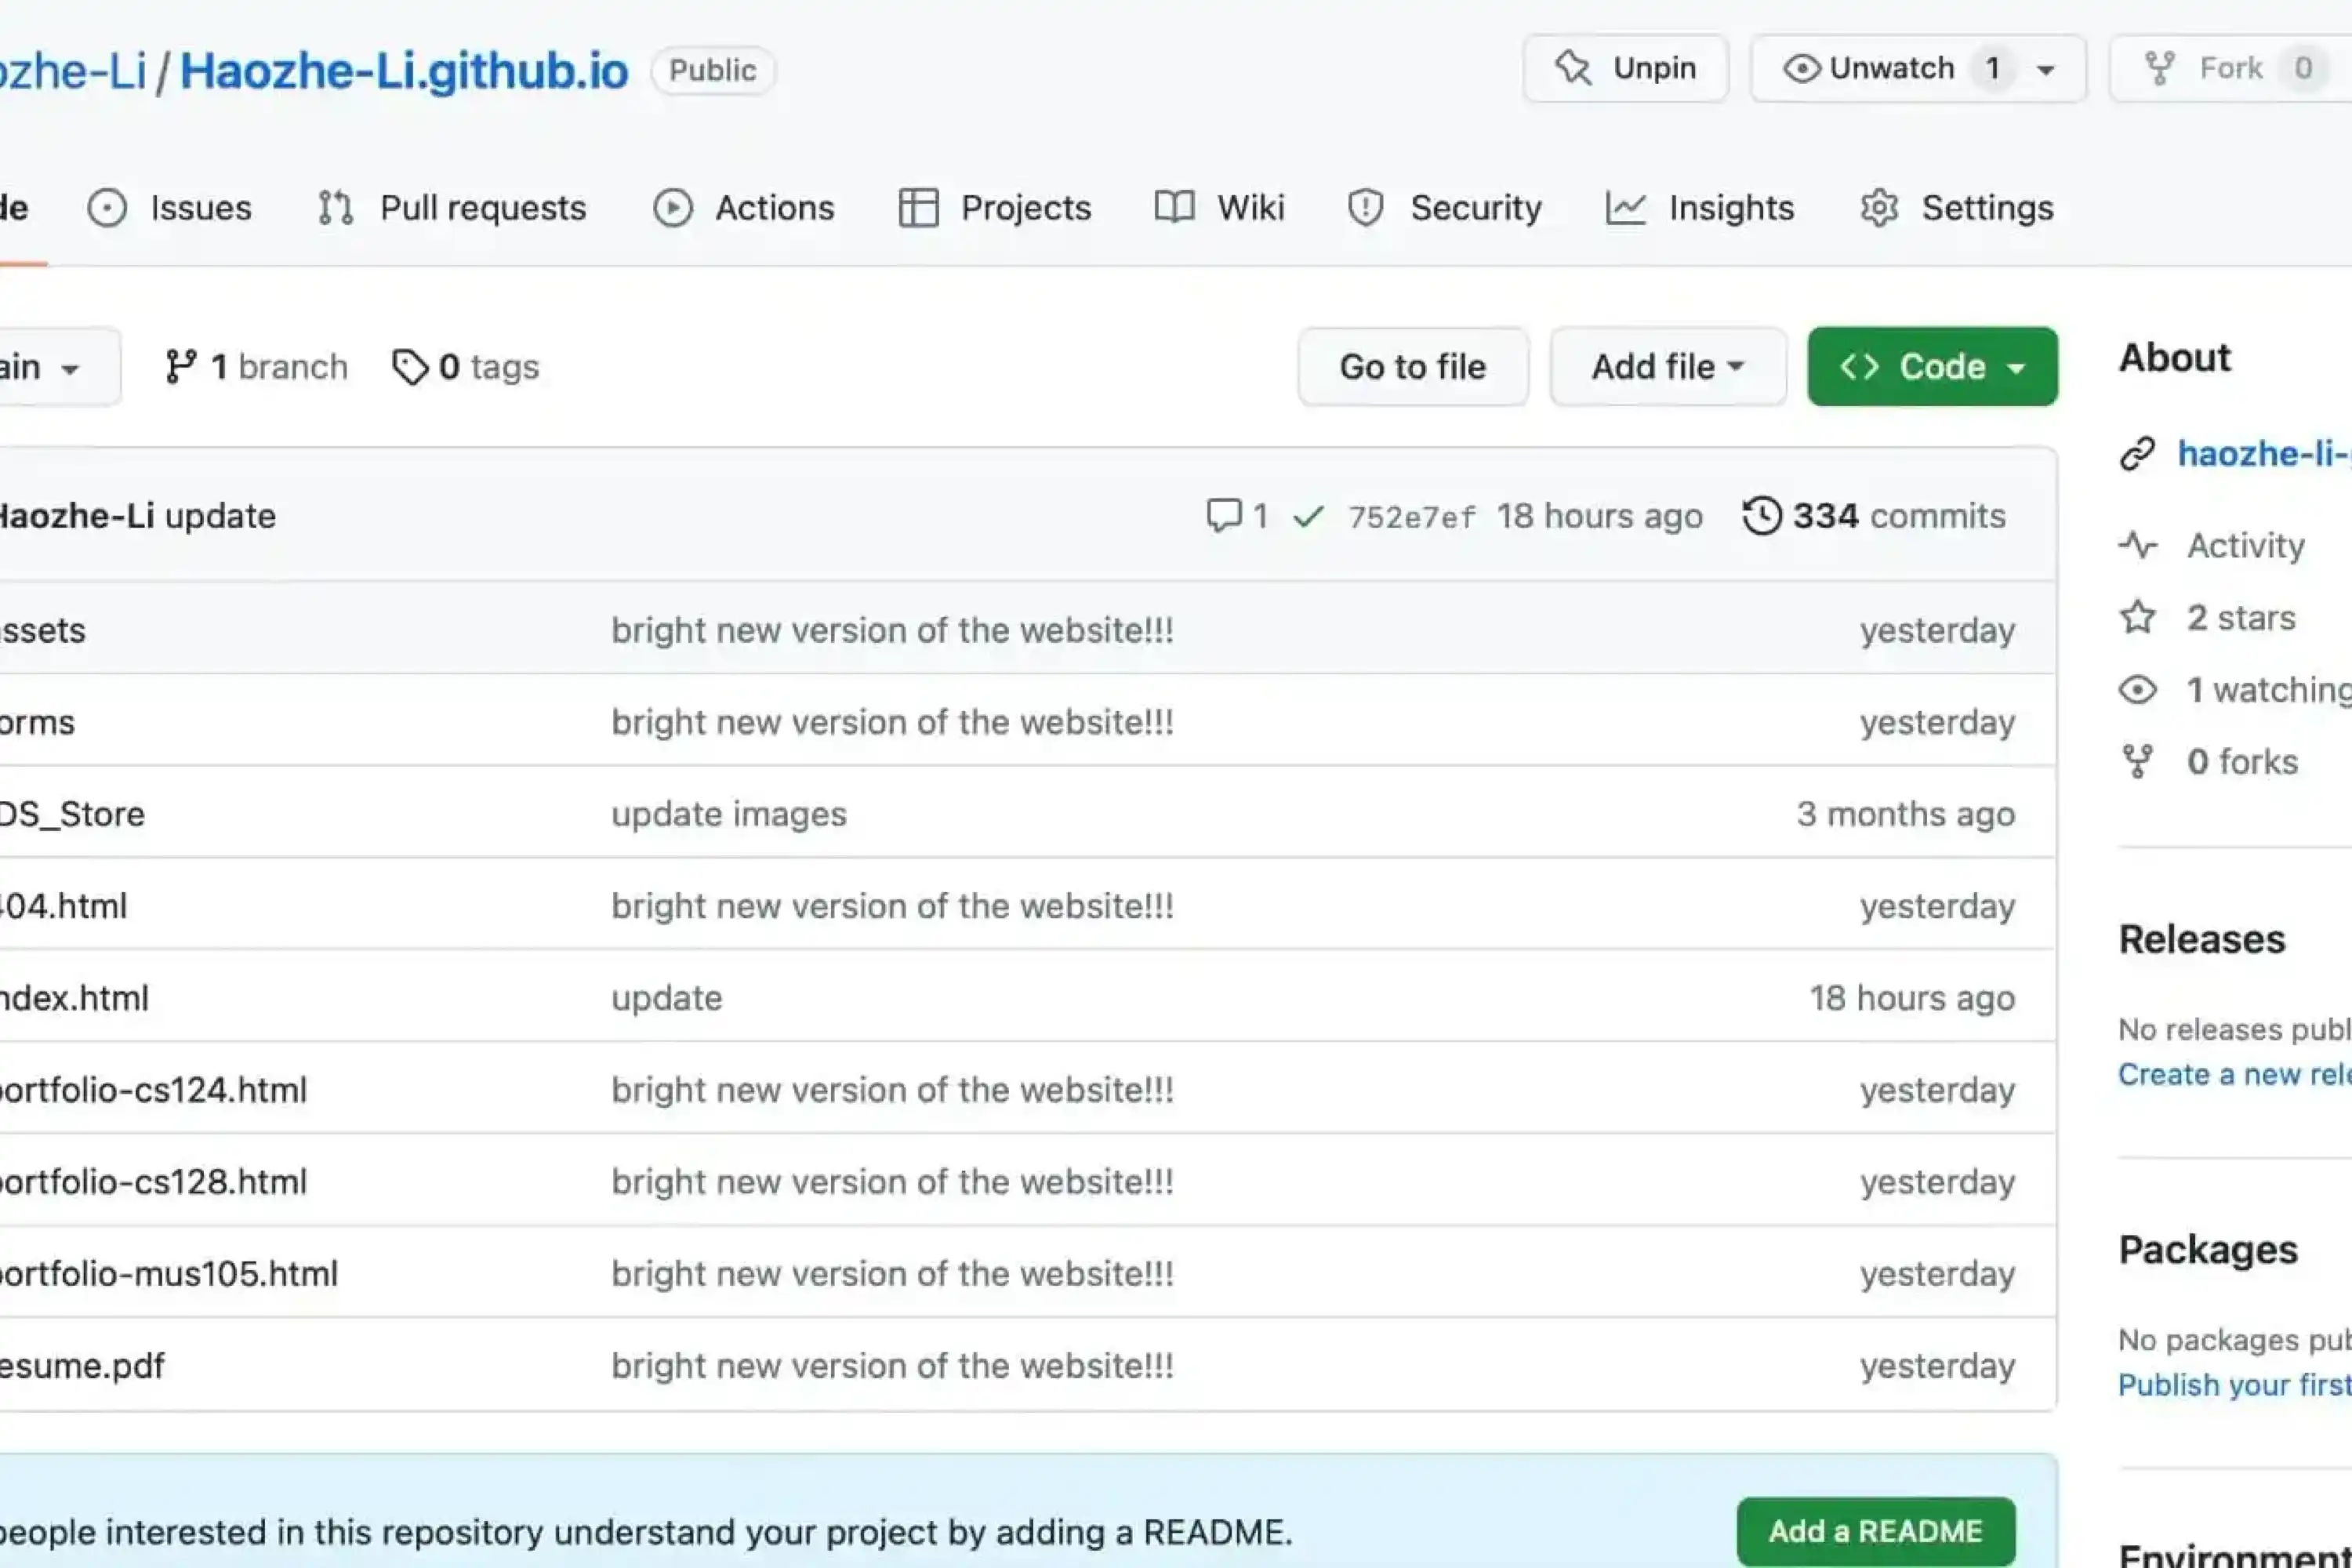 ozhe-Li / Haozhe-Li.github.io Public Unpin Unwatch 1 Fork 0
de Issues Pull requests Actions Projects Wiki Security Insights Settings
ain 1 branch 0 tags Go to file Add file Code
Haozhe-Li update 1 752e7ef 18 hours ago 334 commits
ssets bright new version of the website!!! yesterday
orms bright new version of the website!!! yesterday
DS_Store update images 3 months ago
404.html bright new version of the website!!! yesterday
ndex.html update 18 hours ago
portfolio-cs124.html bright new version of the website!!! yesterday
portfolio-cs128.html bright new version of the website!!! yesterday
portfolio-mus105.html bright new version of the website!!! yesterday
esume.pdf bright new version of the website!!! yesterday
people interested in this repository understand your project by adding a README. Add a README
About
haozhe-li-
Activity
2 stars
1 watching
0 forks
Releases
No releases publ
Create a new rele
Packages
No packages pub
Publish your first
Environment